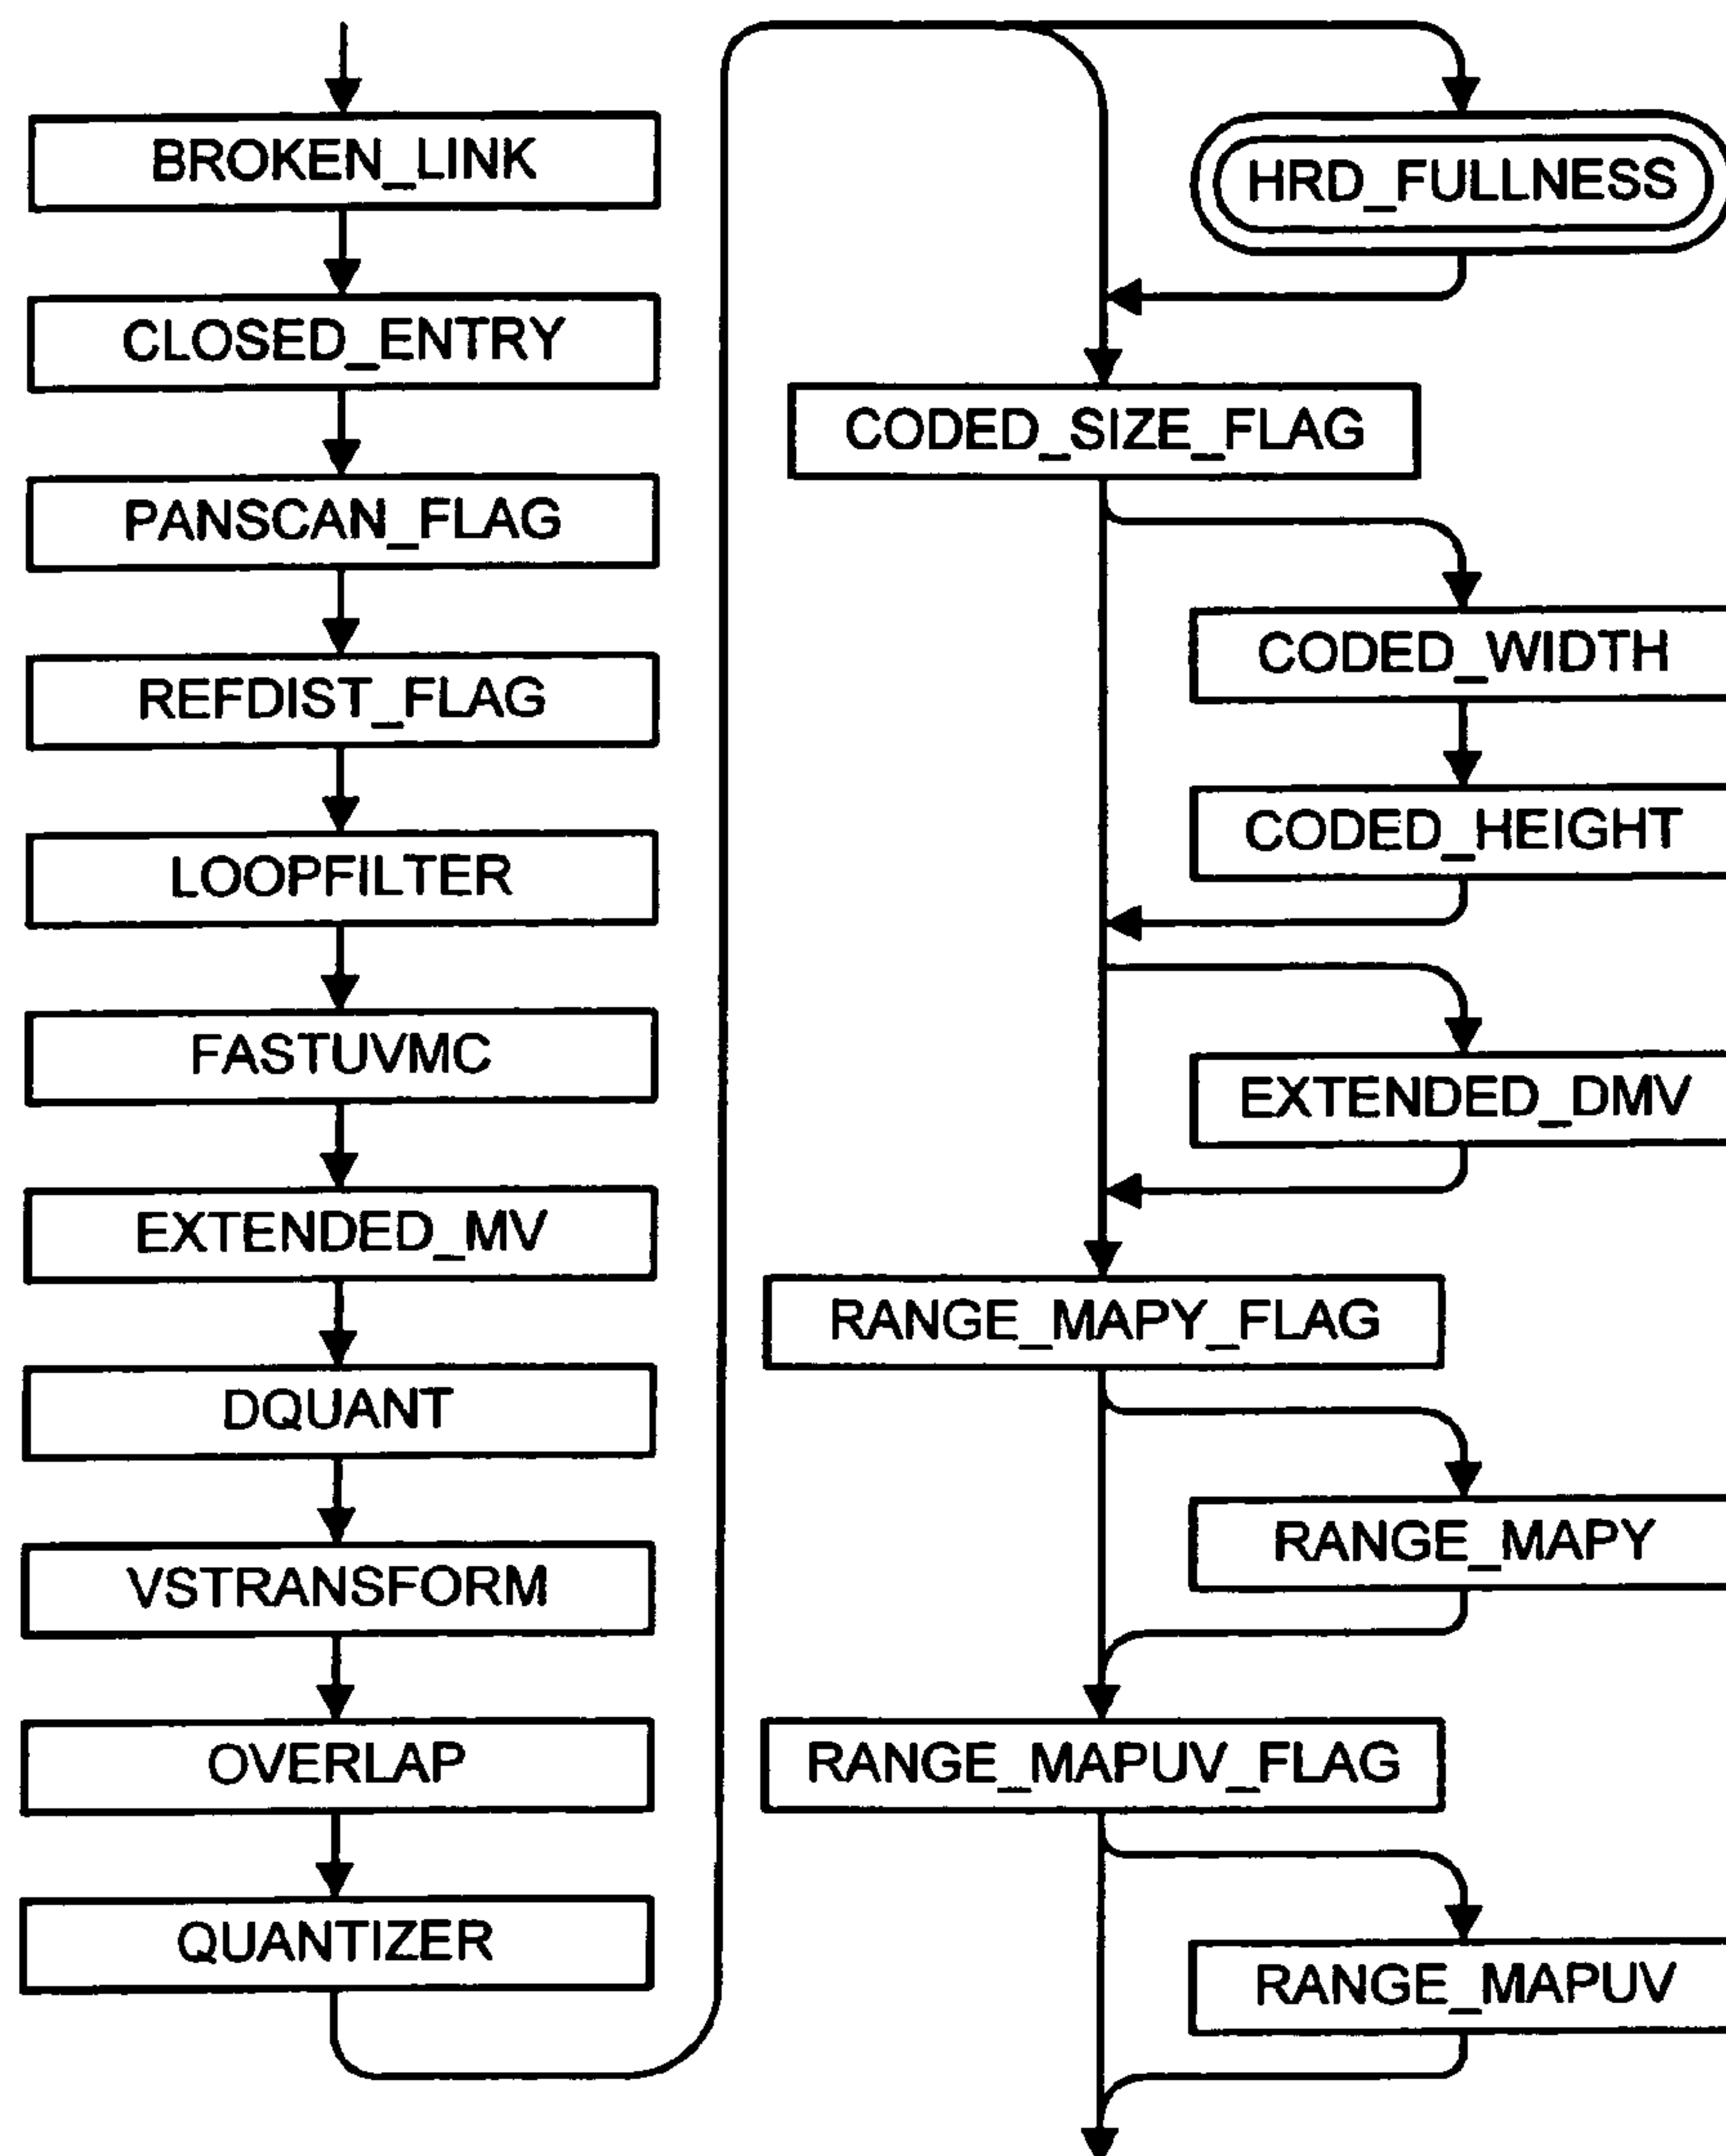 BROKEN_LINK
CLOSED_ENTRY
PANSCAN_FLAG
REFDIST_FLAG
LOOPFILTER
FASTUVMC
EXTENDED_MV
DQUANT
VSTRANSFORM
OVERLAP
QUANTIZER
HRD_FULLNESS
CODED_SIZE_FLAG
CODED_WIDTH
CODED_HEIGHT
EXTENDED_DMV
RANGE_MAPY_FLAG
RANGE_MAPY
RANGE_MAPUV_FLAG
RANGE_MAPUV